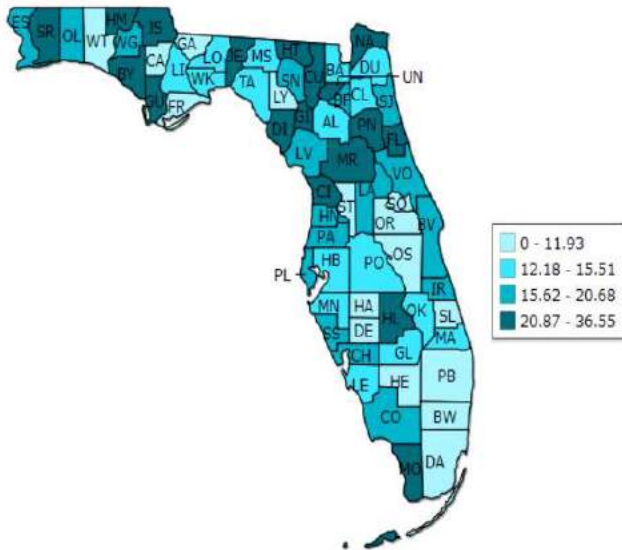 ES SR OL WT HM WG JS BY CA GU GA LI FR LO WK JE MS TA HT SN LY CU BA NA DU UN
BF CL SJ DI GI AL PN FL LV MR VO
CI ST LA SO OR BV HN PA OS
PL HB PO IR
MN HA HL OK SL
SS DE MA
CH GL
LE HE PB
CO BW
MO DA
0 - 11.93
12.18 - 15.51
15.62 - 20.68
20.87 - 36.55